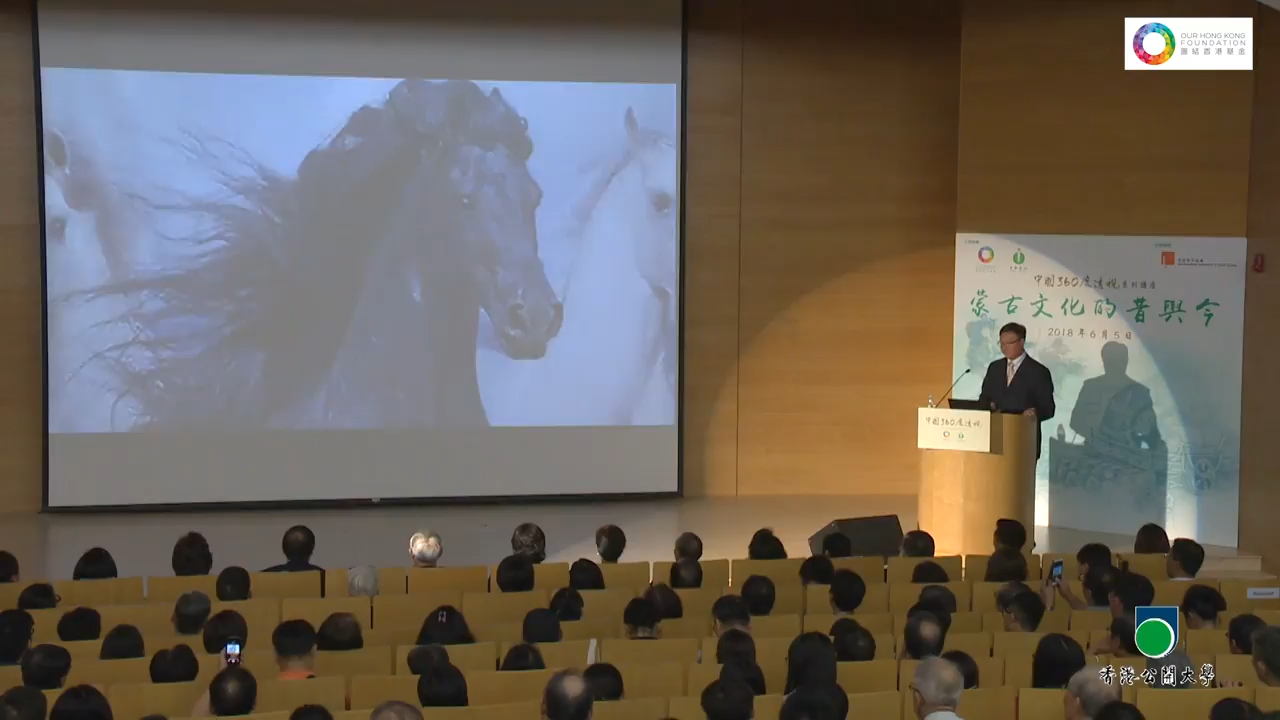 OUR HONG KONG
FOUNDATION
團結香港基金
中國360度透視系列講座
蒙古文化的昔與今
2018年6月5日
中國360度透視
香港公開大學